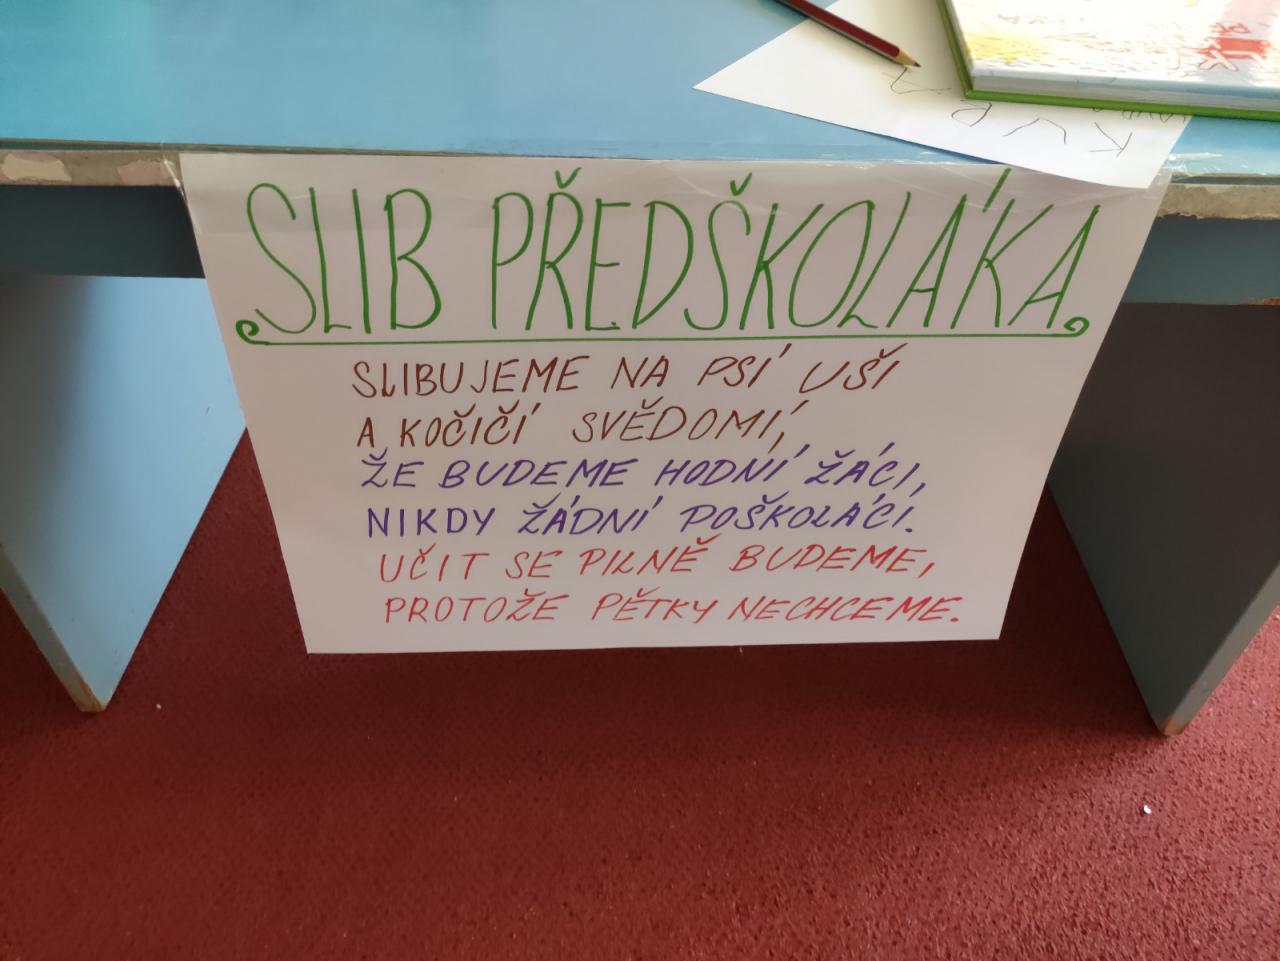 SLIB PŘEDŠKOLÁKA
SLIBUJEME NA PSÍ UŠI
A KOČIČÍ SVĚDOMÍ,
ŽE BUDEME HODNÍ ŽÁCI,
NIKDY ŽÁDNÍ POŠKOLÁCI.
UČIT SE PILNĚ BUDEME,
PROTOŽE PĚTKY NECHCEME.